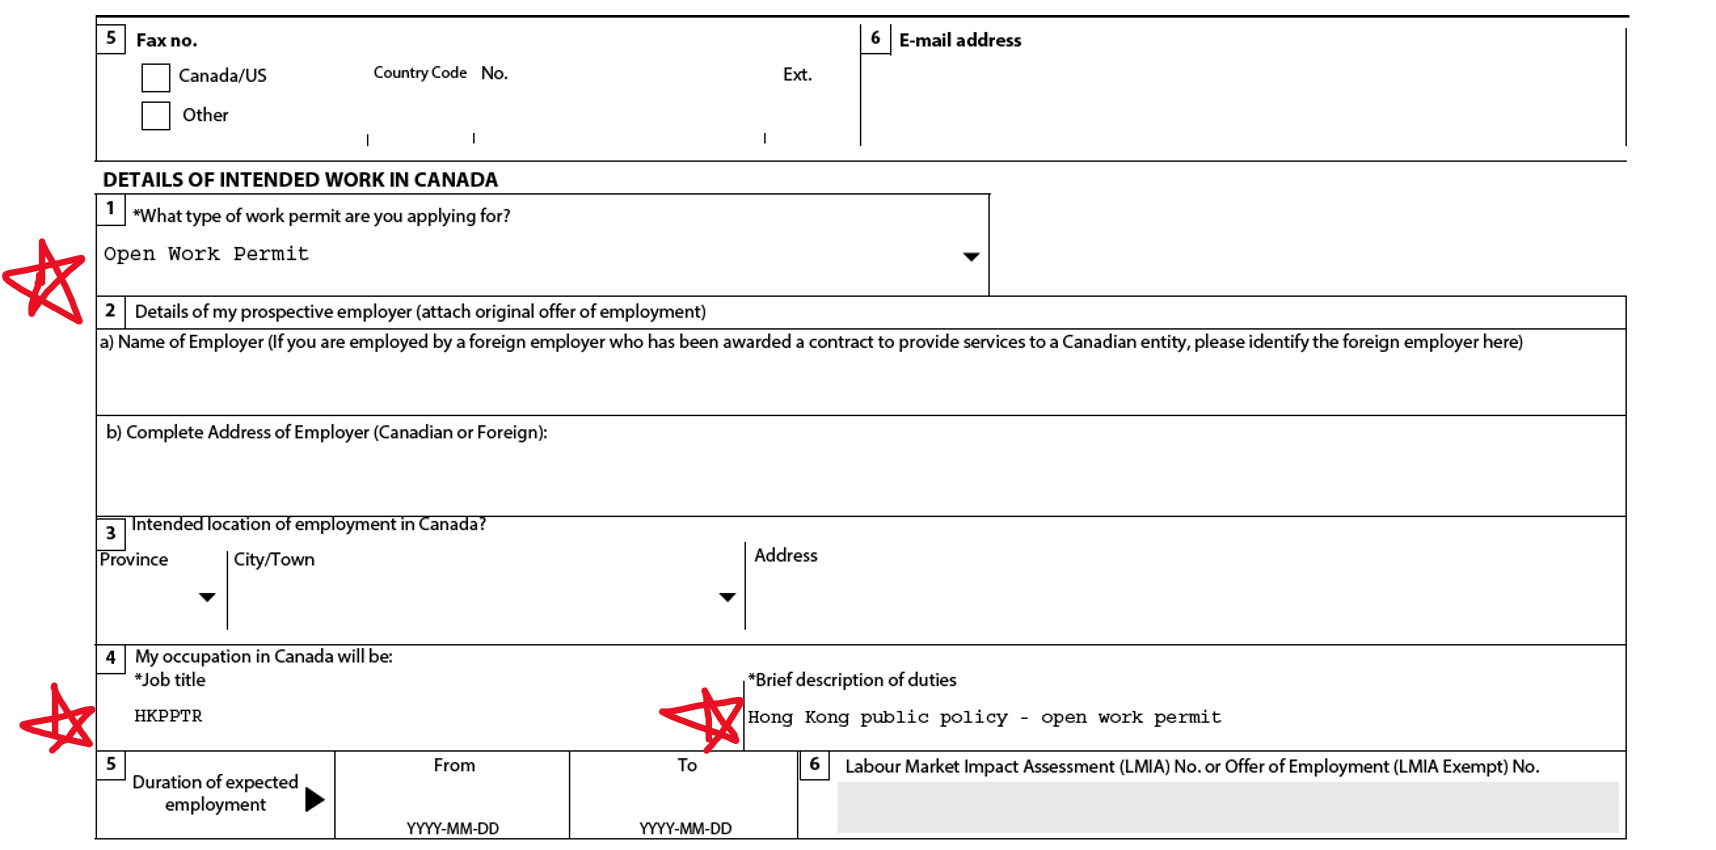 5 Fax no.
Canada/US
Country Code No. Ext.
Other
6 E-mail address
DETAILS OF INTENDED WORK IN CANADA
1 *What type of work permit are you applying for?
Open Work Permit
2 Details of my prospective employer (attach original offer of employment)
a) Name of Employer (If you are employed by a foreign employer who has been awarded a contract to provide services to a Canadian entity, please identify the foreign employer here)
b) Complete Address of Employer (Canadian or Foreign):
3 Intended location of employment in Canada?
Province City/Town Address
4 My occupation in Canada will be:
*Job title
HKPPTR
*Brief description of duties
Hong Kong public policy - open work permit
5 Duration of expected
employment
From
YYYY-MM-DD
To
YYYY-MM-DD
6 Labour Market Impact Assessment (LMIA) No. or Offer of Employment (LMIA Exempt) No.